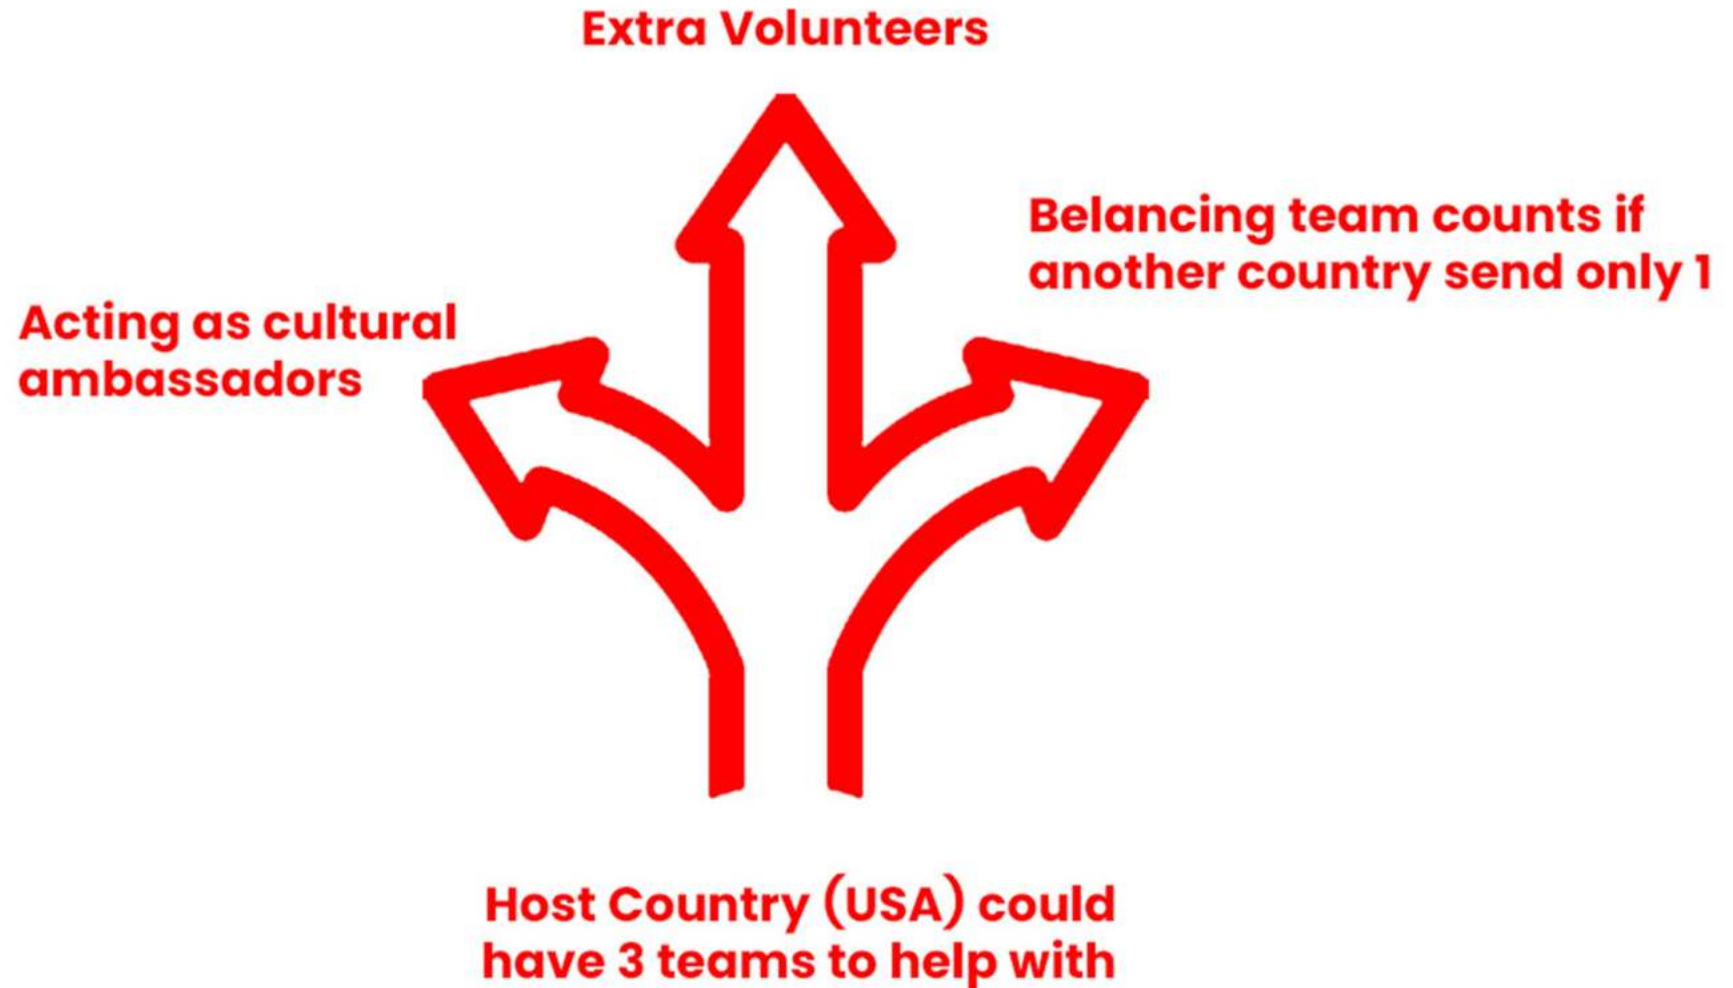 Extra Volunteers
Belancing team counts if
another country send only 1
Acting as cultural
ambassadors
Host Country (USA) could
have 3 teams to help with